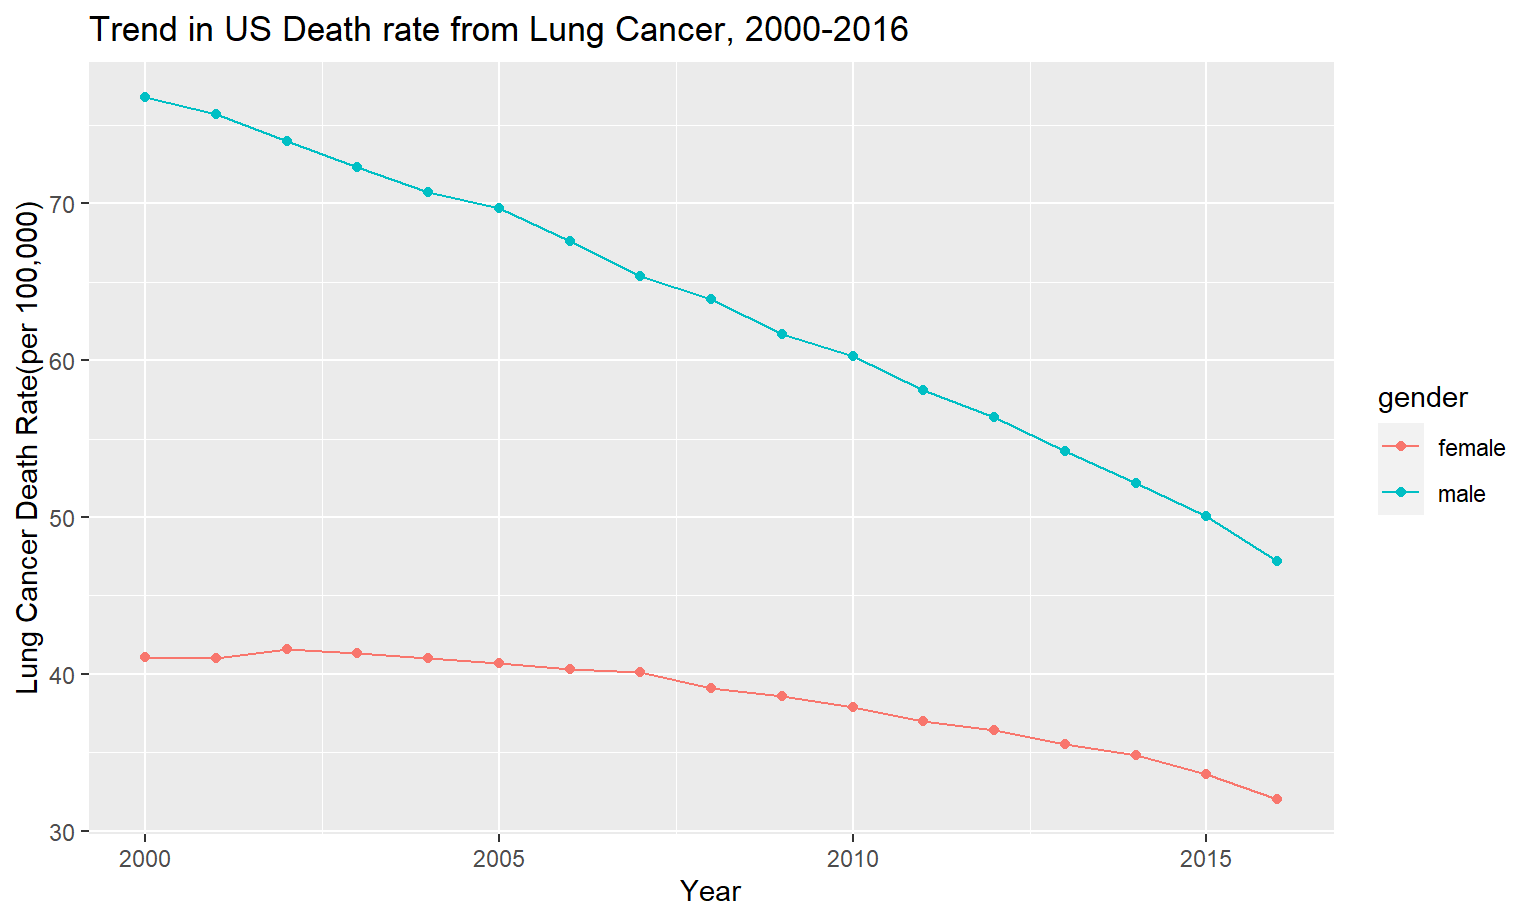 Trend in US Death rate from Lung Cancer, 2000-2016
Lung Cancer Death Rate(per 100,000)
70
60
50
40
30
2000
2005
2010
2015
Year
gender
female
male